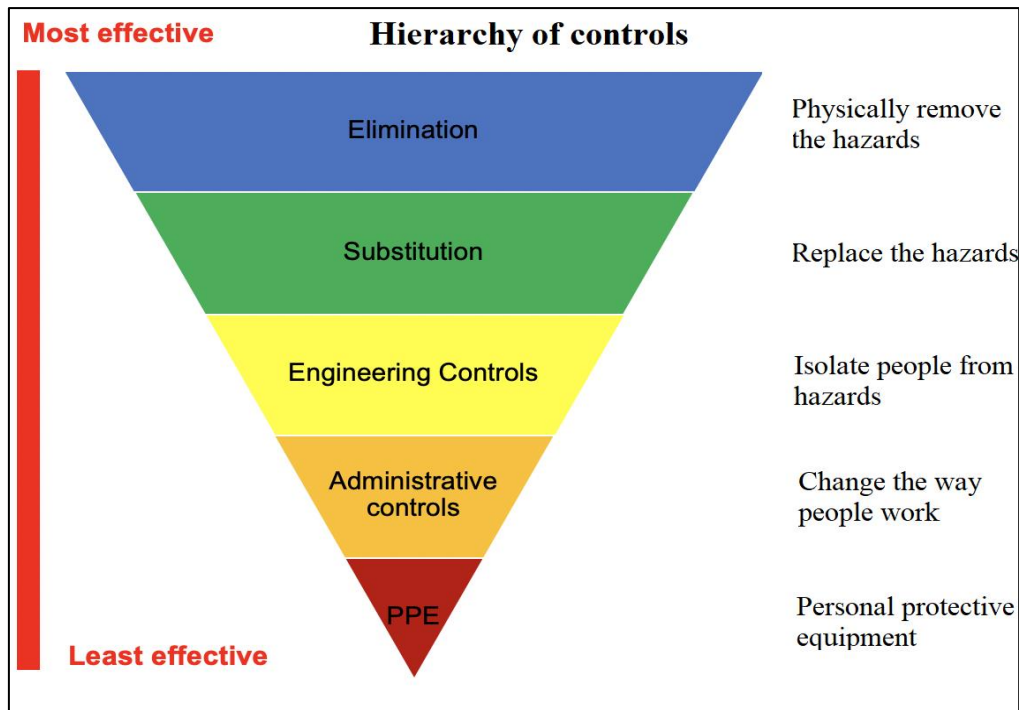 Most effective
Hierarchy of controls
Elimination
Physically remove
the hazards
Substitution
Replace the hazards
Engineering Controls
Isolate people from
hazards
Administrative
controls
Change the way
people work
PPE
Personal protective
equipment
Least effective